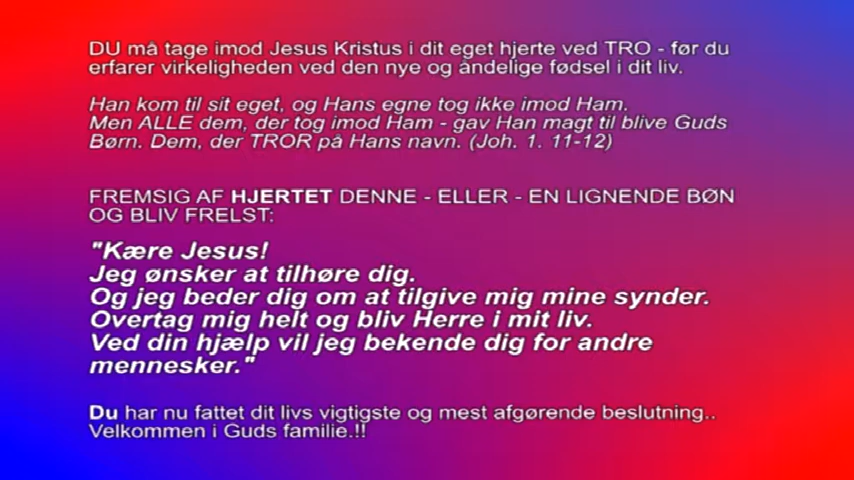 DU må tage imod Jesus Kristus i dit eget hjerte ved TRO - før du
erfarer virkeligheden ved den nye og åndelige fødsel i dit liv.
Han kom til sit eget, og Hans egne tog ikke imod Ham.
Men ALLE dem, der tog imod Ham - gav Han magt til blive Guds
Børn. Dem, der TROR på Hans navn. (Joh. 1. 11-12)
FREMSIG AF HJERTET DENNE - ELLER - EN LIGNENDE BØN
OG BLIV FRELST:
"Kære Jesus!
Jeg ønsker at tilhøre dig.
Og jeg beder dig om at tilgive mig mine synder.
Overtag mig helt og bliv Herre i mit liv.
Ved din hjælp vil jeg bekende dig for andre
mennesker."
Du har nu fattet dit livs vigtigste og mest afgørende beslutning..
Velkommen i Guds familie.!!